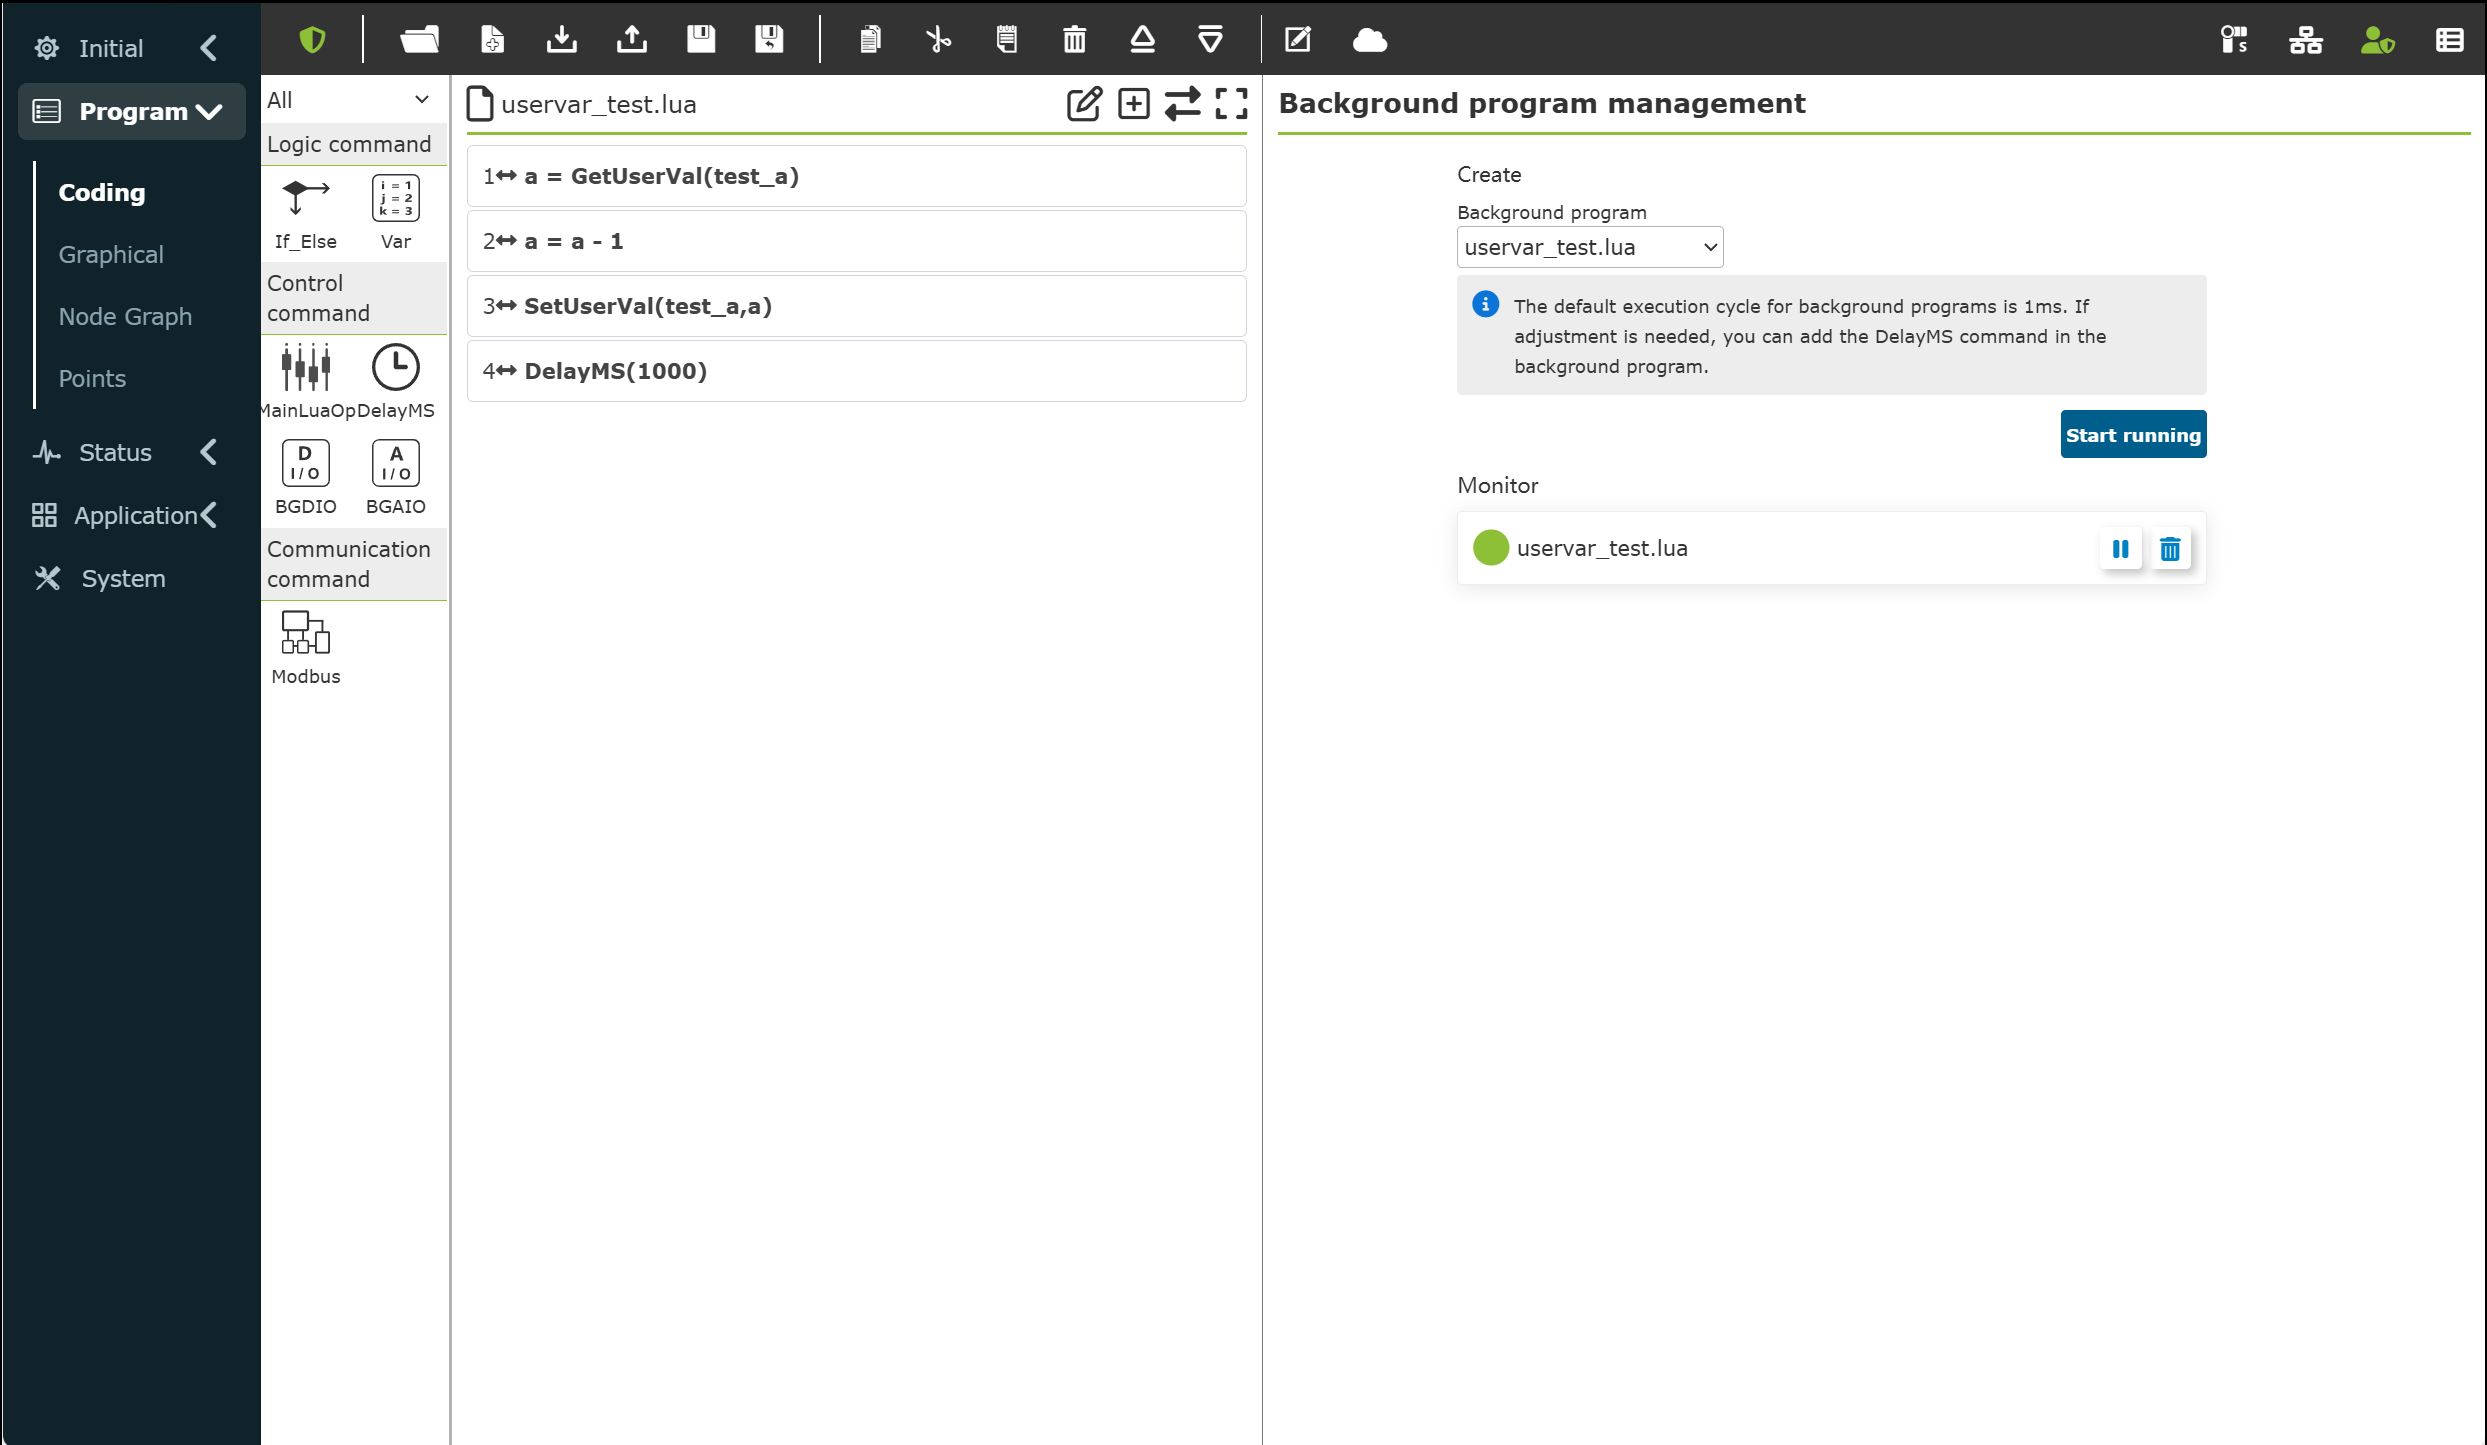 Initial
Program
Coding
Graphical
Node Graph
Points
Status
Application
System
S
All
Logic command
i = 1
j = 2
k = 3
If_Else
Var
Control
command
MainLuaOp
DelayMS
D
I/O
A
I/O
BGDIO
BGAIO
Communication
command
Modbus
uservar_test.lua
1 a = GetUserVal(test_a)
2 a = a - 1
3 SetUserVal(test_a,a)
4 DelayMS(1000)
Background program management
Create
Background program
uservar_test.lua
The default execution cycle for background programs is 1ms. If
adjustment is needed, you can add the DelayMS command in the
background program.
Start running
Monitor
uservar_test.lua